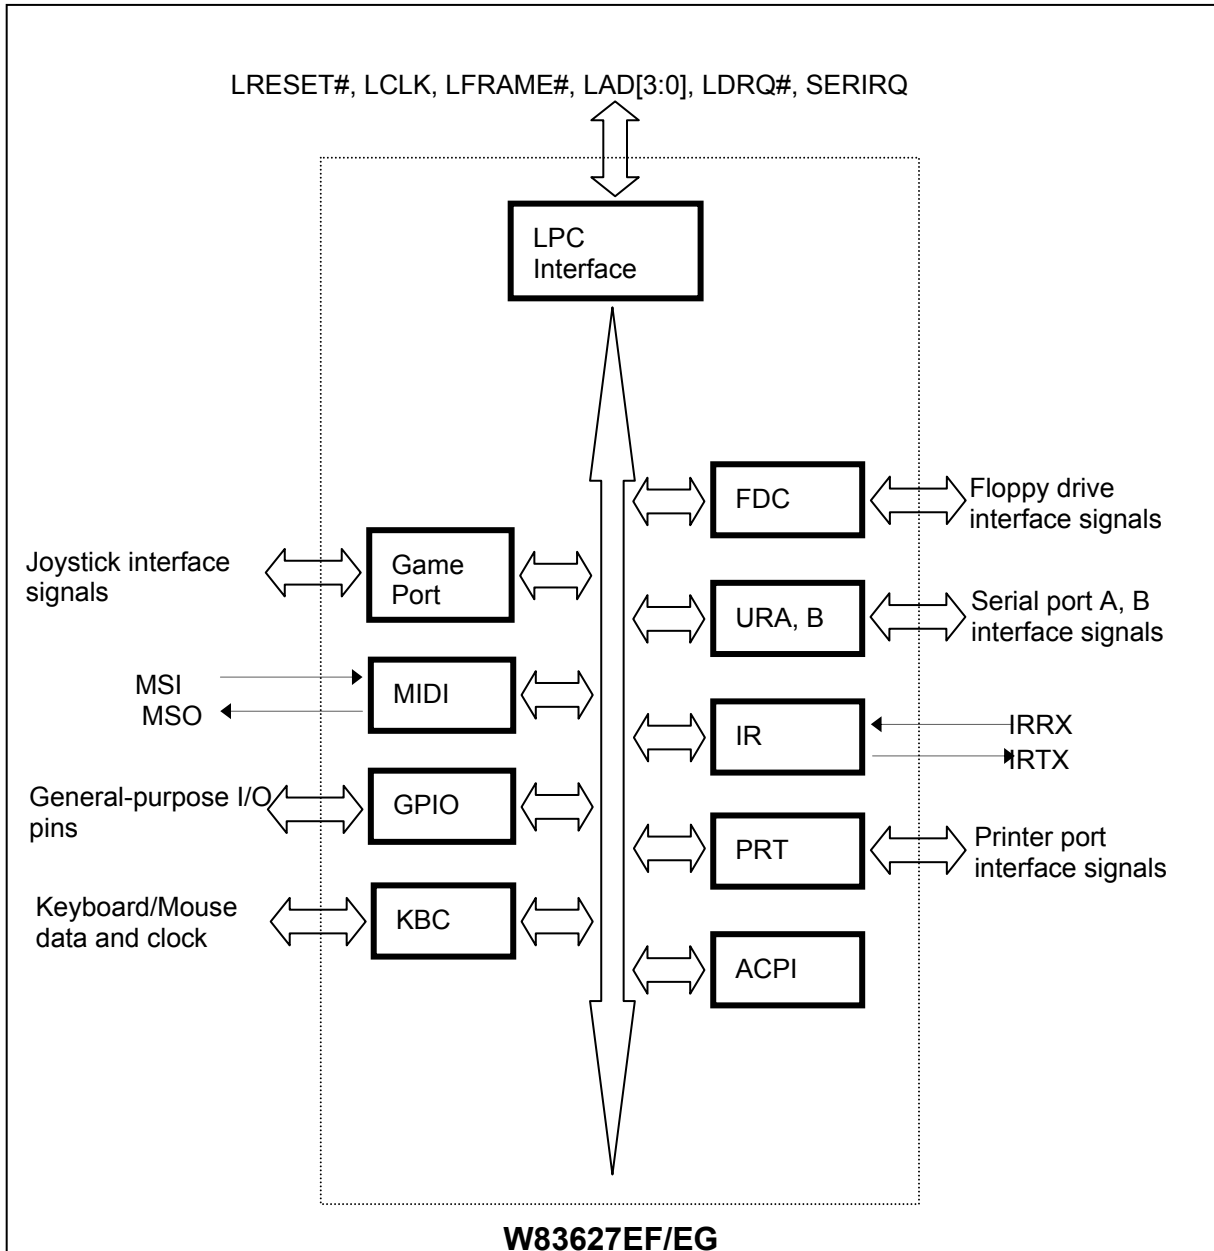 LRESET#, LCLK, LFRAME#, LAD[3:0], LDRQ#, SERIRQ
LPC
Interface
Joystick interface
signals
Game
Port
MSI
MSO
MIDI
General-purpose I/O
pins
GPIO
Keyboard/Mouse
data and clock
KBC
FDC
Floppy drive
interface signals
URA, B
Serial port A, B
interface signals
IR
IRRX
IRTX
PRT
Printer port
interface signals
ACPI
W83627EF/EG